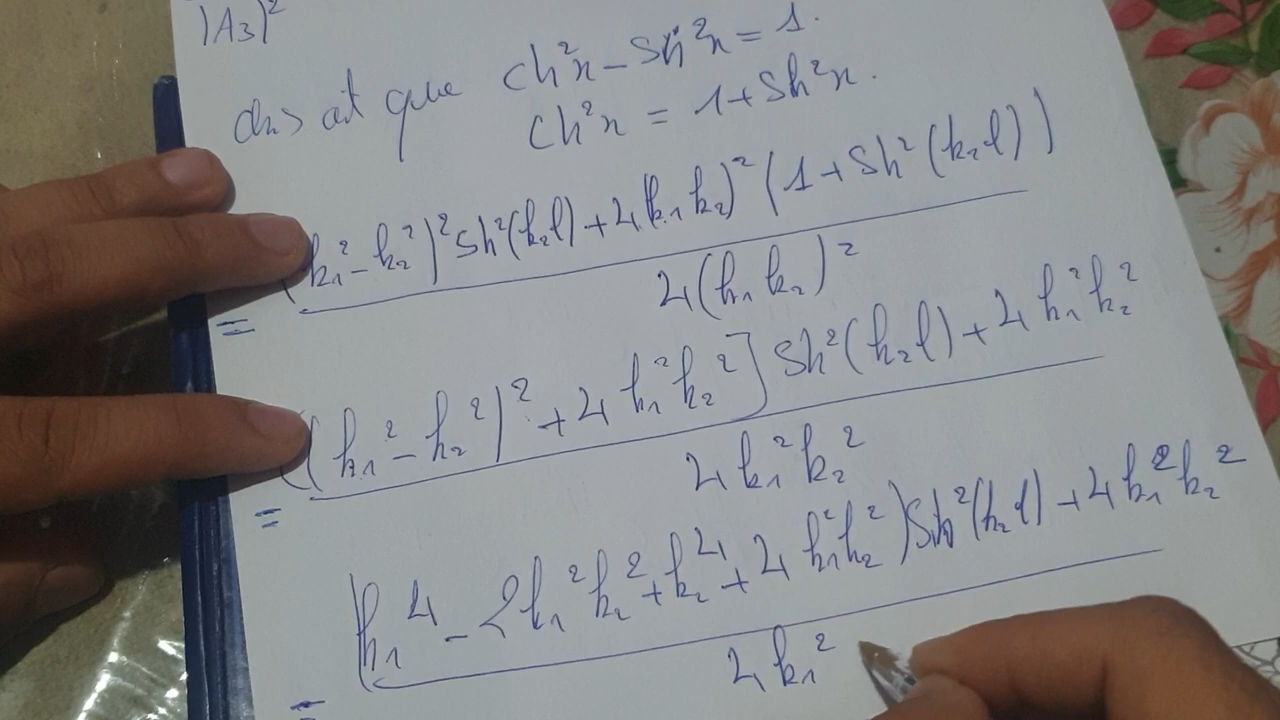 |A3|²
ch²x - sh²x = 1.
que
ch²x = 1 + sh²x.
(k₁² - k₂²)² sh²(k₂l) + 4(k₁k₂)² (1 + sh²(k₂l))
4(k₁k₂)²
=
((k₁² - k₂²)² + 4k₁²k₂²] sh²(k₂l) + 4k₁²k₂²
4k₁²k₂²
=
(k₁⁴ - 2k₁²k₂² + k₂⁴ + 4k₁²k₂²) sh²(k₂l) + 4k₁²k₂²
4k₁²
=